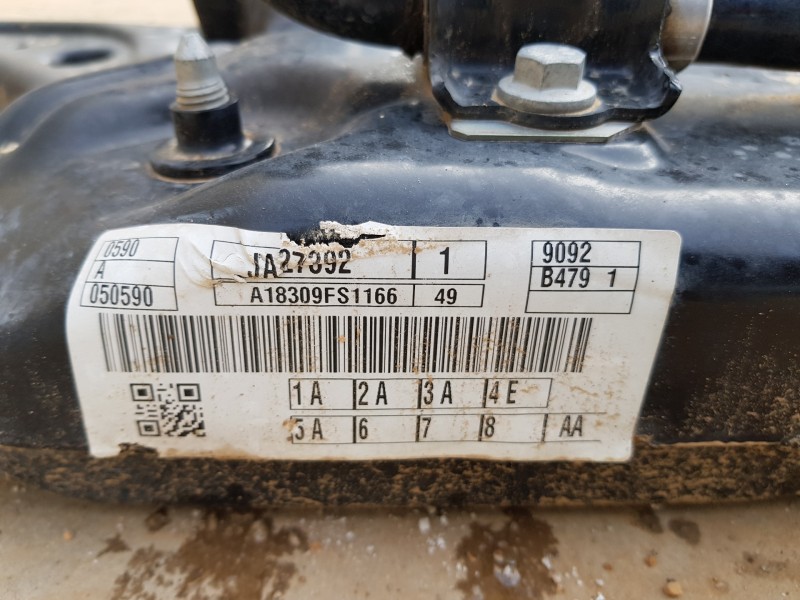 0590 JA27392 1 9092
A B479 1
050590 A18309FS1166 49
1A 2A 3A 4E
5A 6 7 8 AA